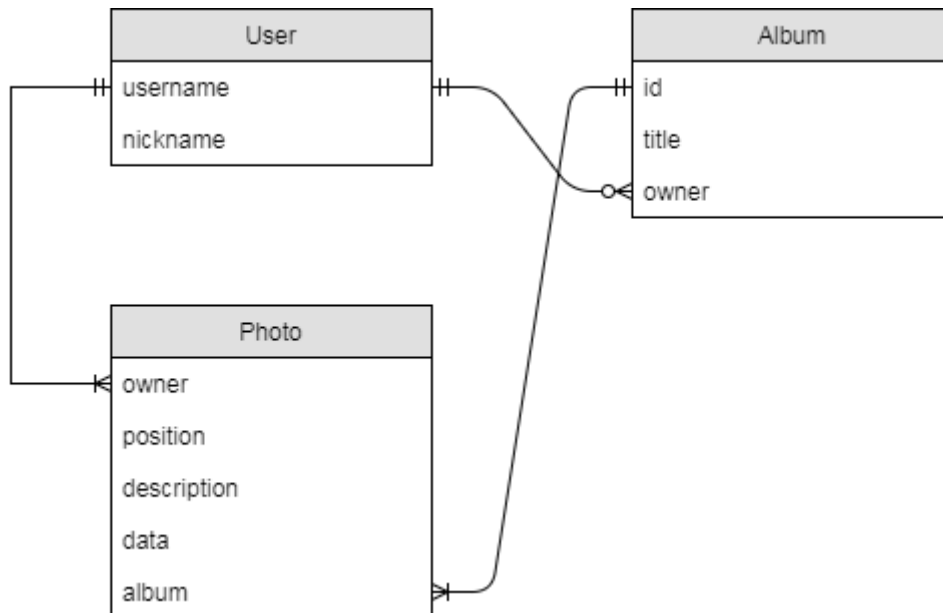 User
username
nickname
Album
id
title
owner
Photo
owner
position
description
data
album